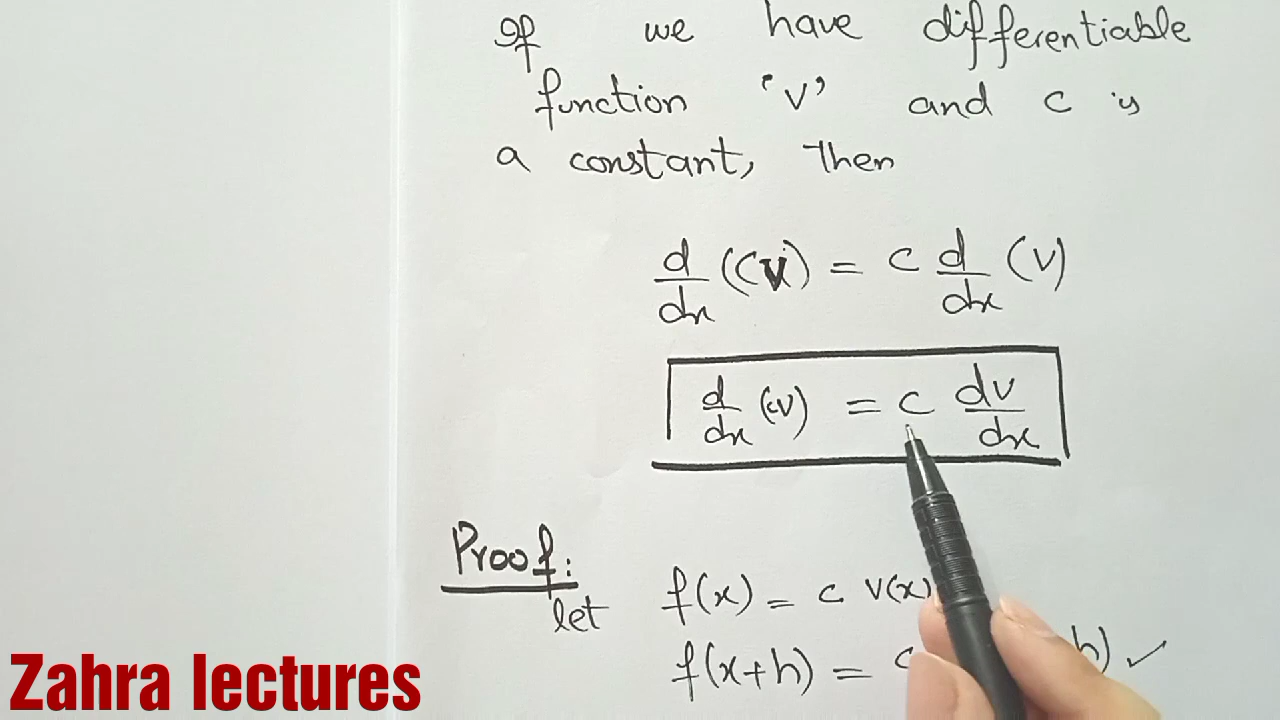 If we have differentiable
function 'v' and c is
a constant, Then
d/dx (cv) = c d/dx (v)
d/dx (cv) = c dv/dx
Proof:
let f(x) = c v(x)
f(x+h) = c h) ✓
Zahra lectures